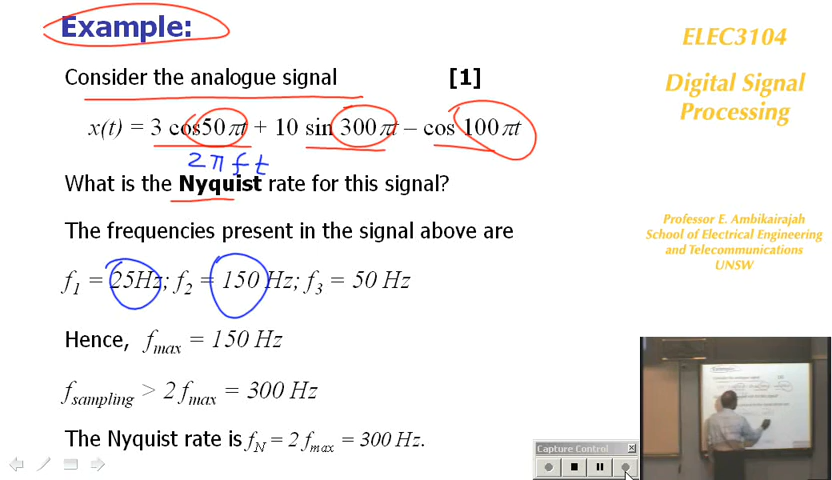 Example:
ELEC3104
Digital Signal
Processing
Consider the analogue signal [1]
x(t) = 3 cos50πt + 10 sin 300πt − cos 100πt
2πft
What is the Nyquist rate for this signal?
The frequencies present in the signal above are
f₁ = 25Hz; f₂ = 150 Hz; f₃ = 50 Hz
Hence, fmax = 150 Hz
fsampling > 2 fmax = 300 Hz
The Nyquist rate is fN = 2 fmax = 300 Hz.
Professor E. Ambikairajah
School of Electrical Engineering
and Telecommunications
UNSW
Capture Control